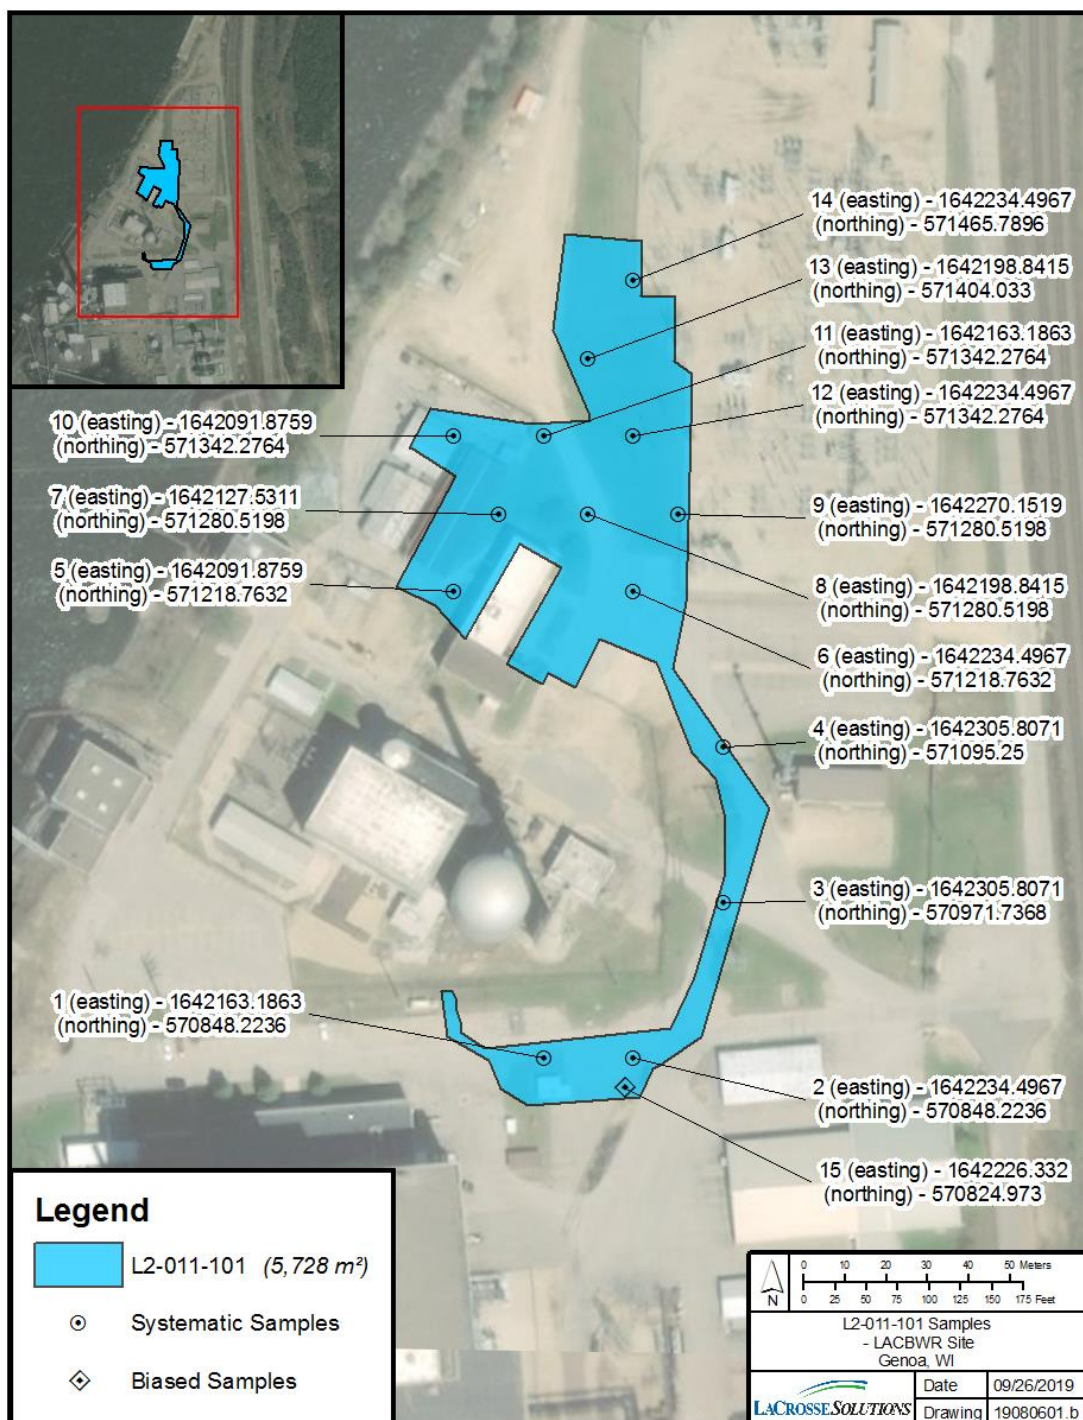 14 (easting) - 1642234.4967
(northing) - 571465.7896
13 (easting) - 1642198.8415
(northing) - 571404.033
11 (easting) - 1642163.1863
(northing) - 571342.2764
12 (easting) - 1642234.4967
(northing) - 571342.2764
10 (easting) - 1642091.8759
(northing) - 571342.2764
7 (easting) - 1642127.5311
(northing) - 571280.5198
9 (easting) - 1642270.1519
(northing) - 571280.5198
5 (easting) - 1642091.8759
(northing) - 571218.7632
8 (easting) - 1642198.8415
(northing) - 571280.5198
6 (easting) - 1642234.4967
(northing) - 571218.7632
4 (easting) - 1642305.8071
(northing) - 571095.25
3 (easting) - 1642305.8071
(northing) - 570971.7368
1 (easting) - 1642163.1863
(northing) - 570848.2236
2 (easting) - 1642234.4967
(northing) - 570848.2236
15 (easting) - 1642226.332
(northing) - 570824.973
Legend
L2-011-101 (5,728 m²)
Systematic Samples
Biased Samples
N
0 10 20 30 40 50 Meters
0 25 50 75 100 125 150 175 Feet
L2-011-101 Samples
- LACBWR Site
Genoa, WI
LACROSSE SOLUTIONS
Date 09/26/2019
Drawing 19080601.b